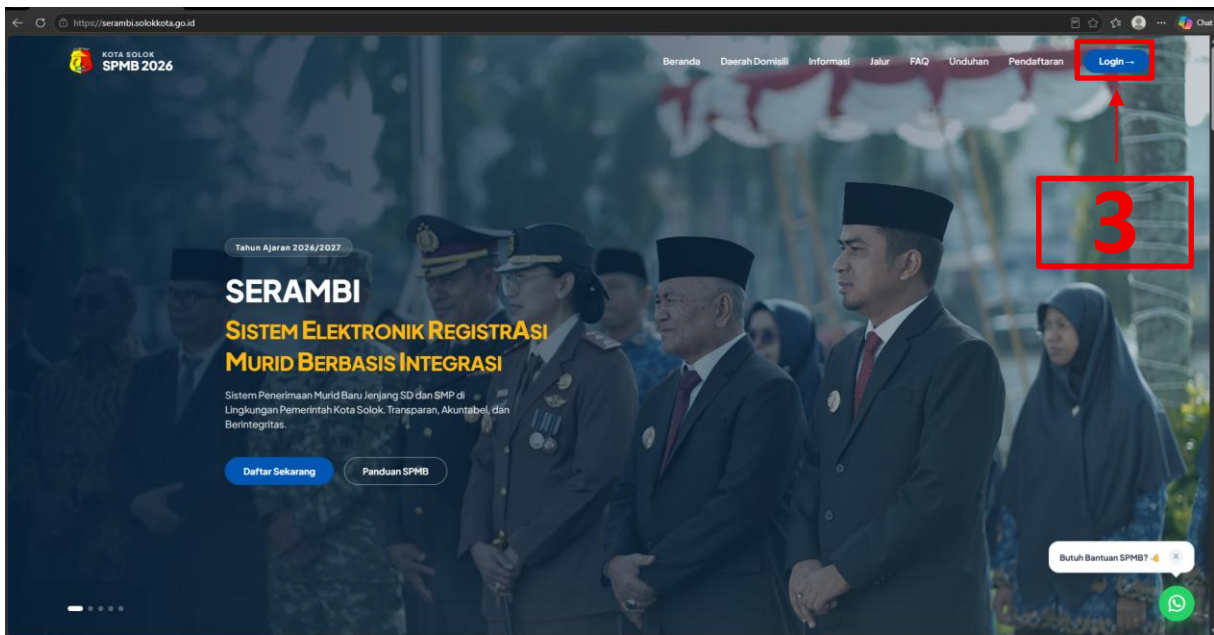 https://serambi.solokkota.go.id
Chat
KOTA SOLOK
SPMB 2026
Beranda Daerah Domisili Informasi Jalur FAQ Unduhan Pendaftaran Login→
3
Tahun Ajaran 2026/2027
SERAMBI
SISTEM ELEKTRONIK REGISTRASI
MURID BERBASIS INTEGRASI
Sistem Penerimaan Murid Baru Jenjang SD dan SMP di
Lingkungan Pemerintah Kota Solok. Transparan, Akuntabel, dan
Berintegritas.
Daftar Sekarang Panduan SPMB
Butuh Bantuan SPMB?